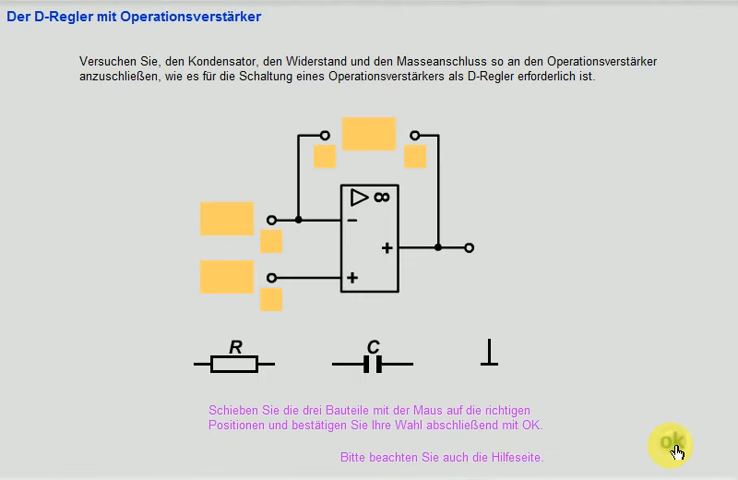 Der D-Regler mit Operationsverstärker
Versuchen Sie, den Kondensator, den Widerstand und den Masseanschluss so an den Operationsverstärker
anzuschließen, wie es für die Schaltung eines Operationsverstärkers als D-Regler erforderlich ist.
▷ ∞
−
+
+
R
C
Schieben Sie die drei Bauteile mit der Maus auf die richtigen
Positionen und bestätigen Sie Ihre Wahl abschließend mit OK.
ok
Bitte beachten Sie auch die Hilfeseite.